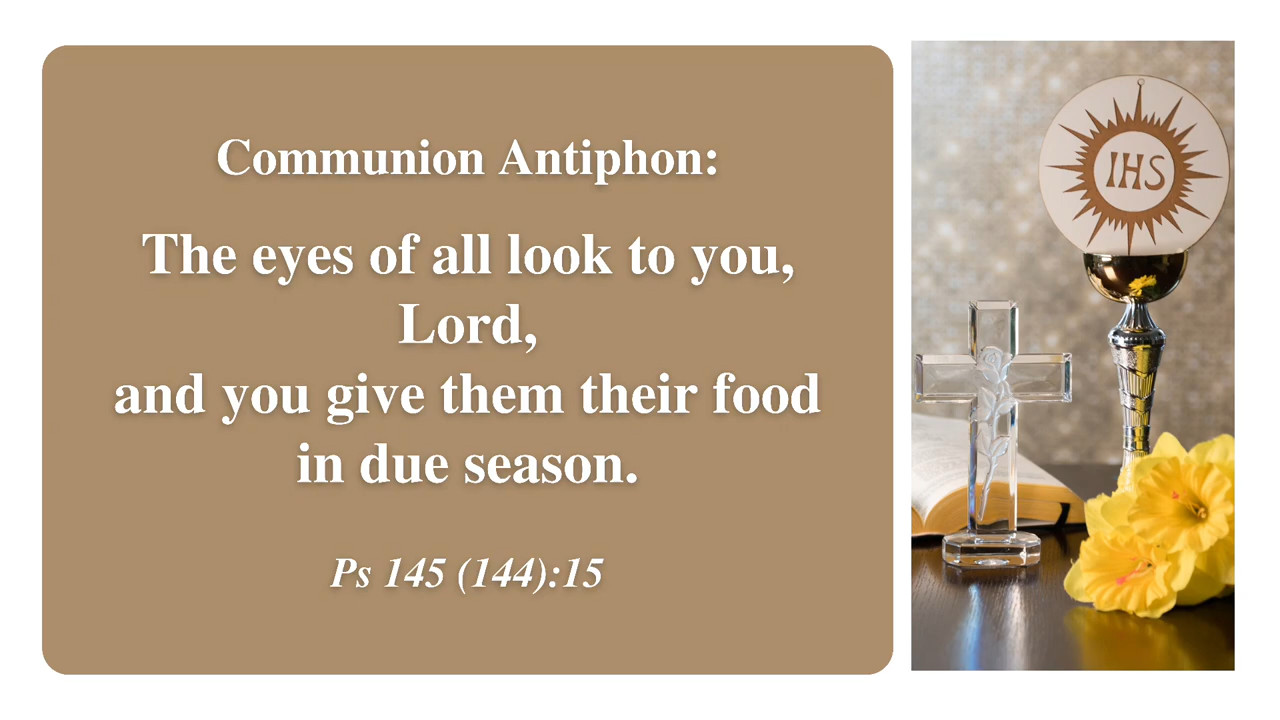 Communion Antiphon:
The eyes of all look to you,
Lord,
and you give them their food
in due season.
Ps 145 (144):15
IHS